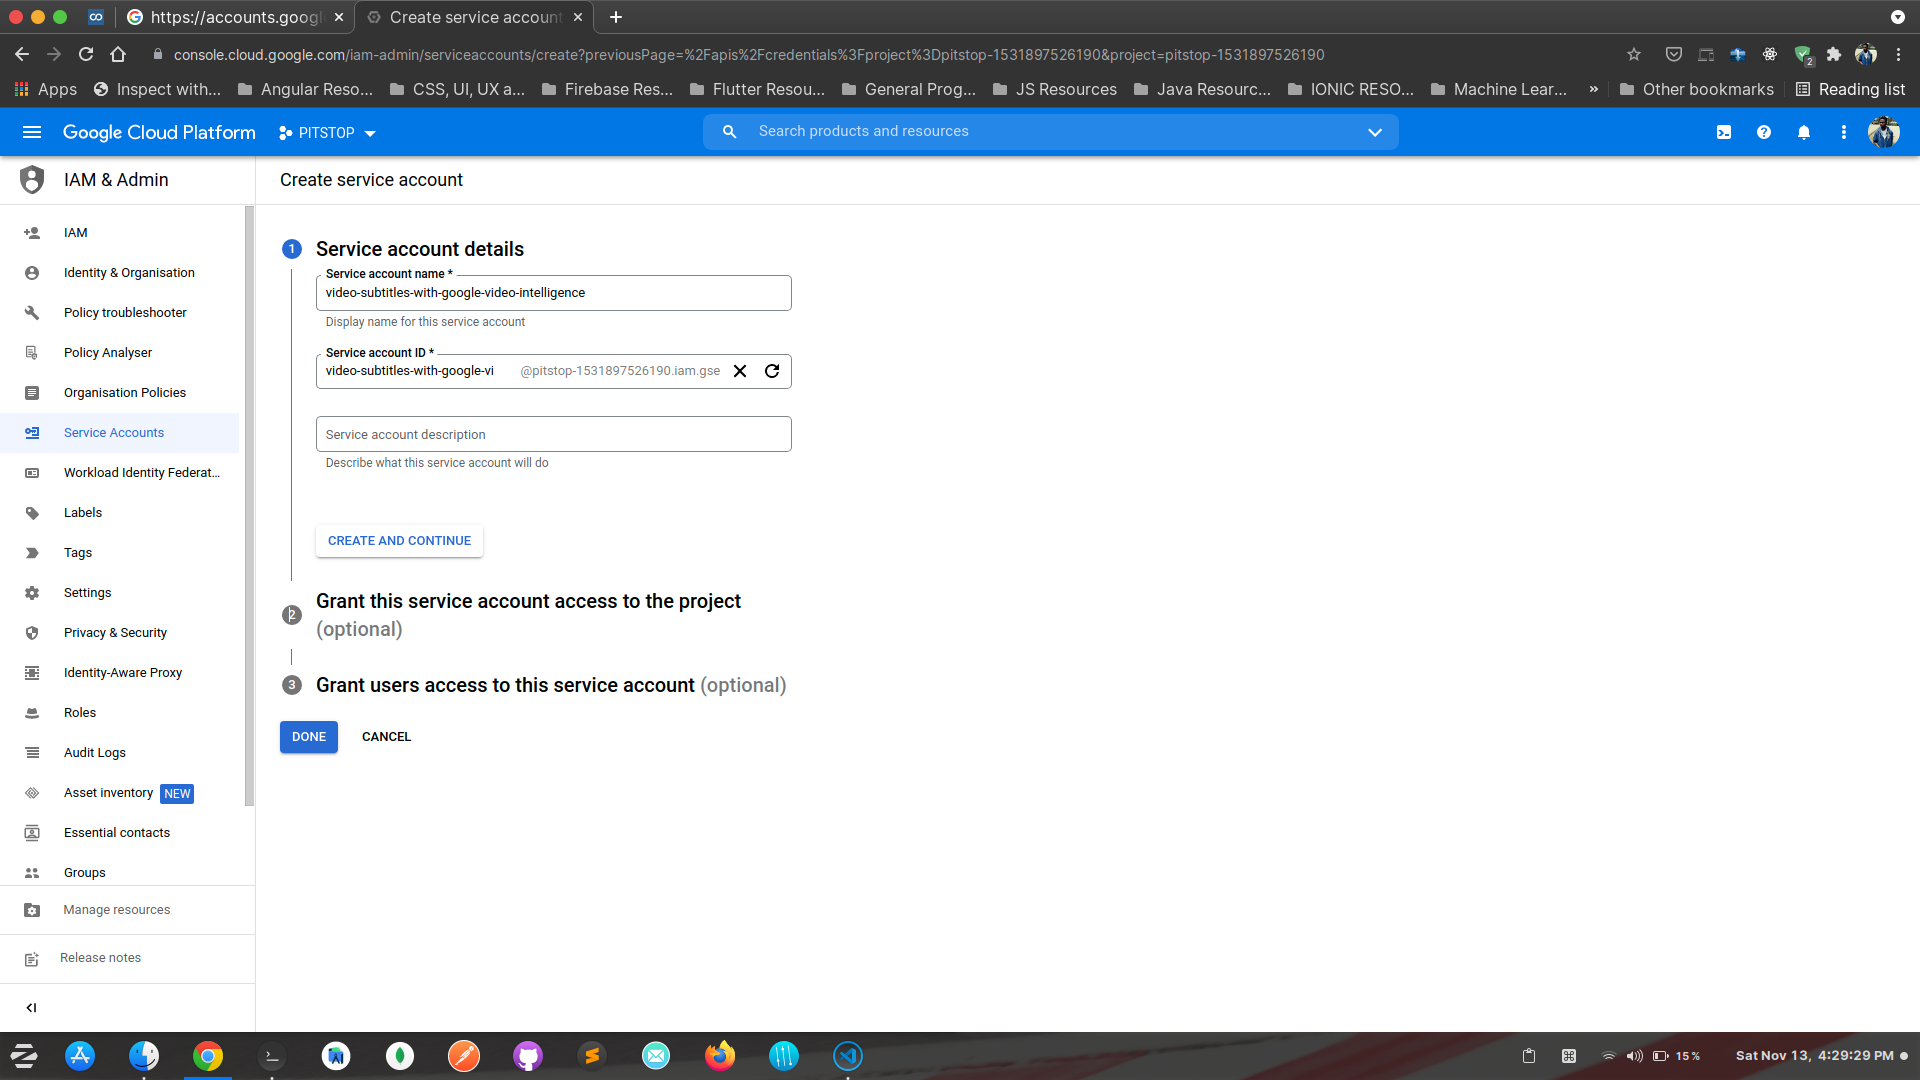 https://accounts.googl
Create service account
console.cloud.google.com/iam-admin/serviceaccounts/create?previousPage=%2Fapis%2Fcredentials%3Fproject%3Dpitstop-1531897526190&project=pitstop-1531897526190
2
Apps
Inspect with...
Angular Reso...
CSS, UI, UX a...
Firebase Res...
Flutter Resou...
General Prog...
JS Resources
Java Resourc...
IONIC RESO...
Machine Lear...
»
Other bookmarks
Reading list
Google Cloud Platform
PITSTOP
Search products and resources
IAM & Admin
Create service account
IAM
Identity & Organisation
Policy troubleshooter
Policy Analyser
Organisation Policies
Service Accounts
Workload Identity Federat...
Labels
Tags
Settings
Privacy & Security
Identity-Aware Proxy
Roles
Audit Logs
Asset inventory NEW
Essential contacts
Groups
Manage resources
Release notes
1 Service account details
Service account name *
video-subtitles-with-google-video-intelligence
Display name for this service account
Service account ID *
video-subtitles-with-google-vi @pitstop-1531897526190.iam.gse
Service account description
Describe what this service account will do
CREATE AND CONTINUE
2 Grant this service account access to the project
(optional)
3 Grant users access to this service account (optional)
DONE CANCEL
15 %
Sat Nov 13, 4:29:29 PM